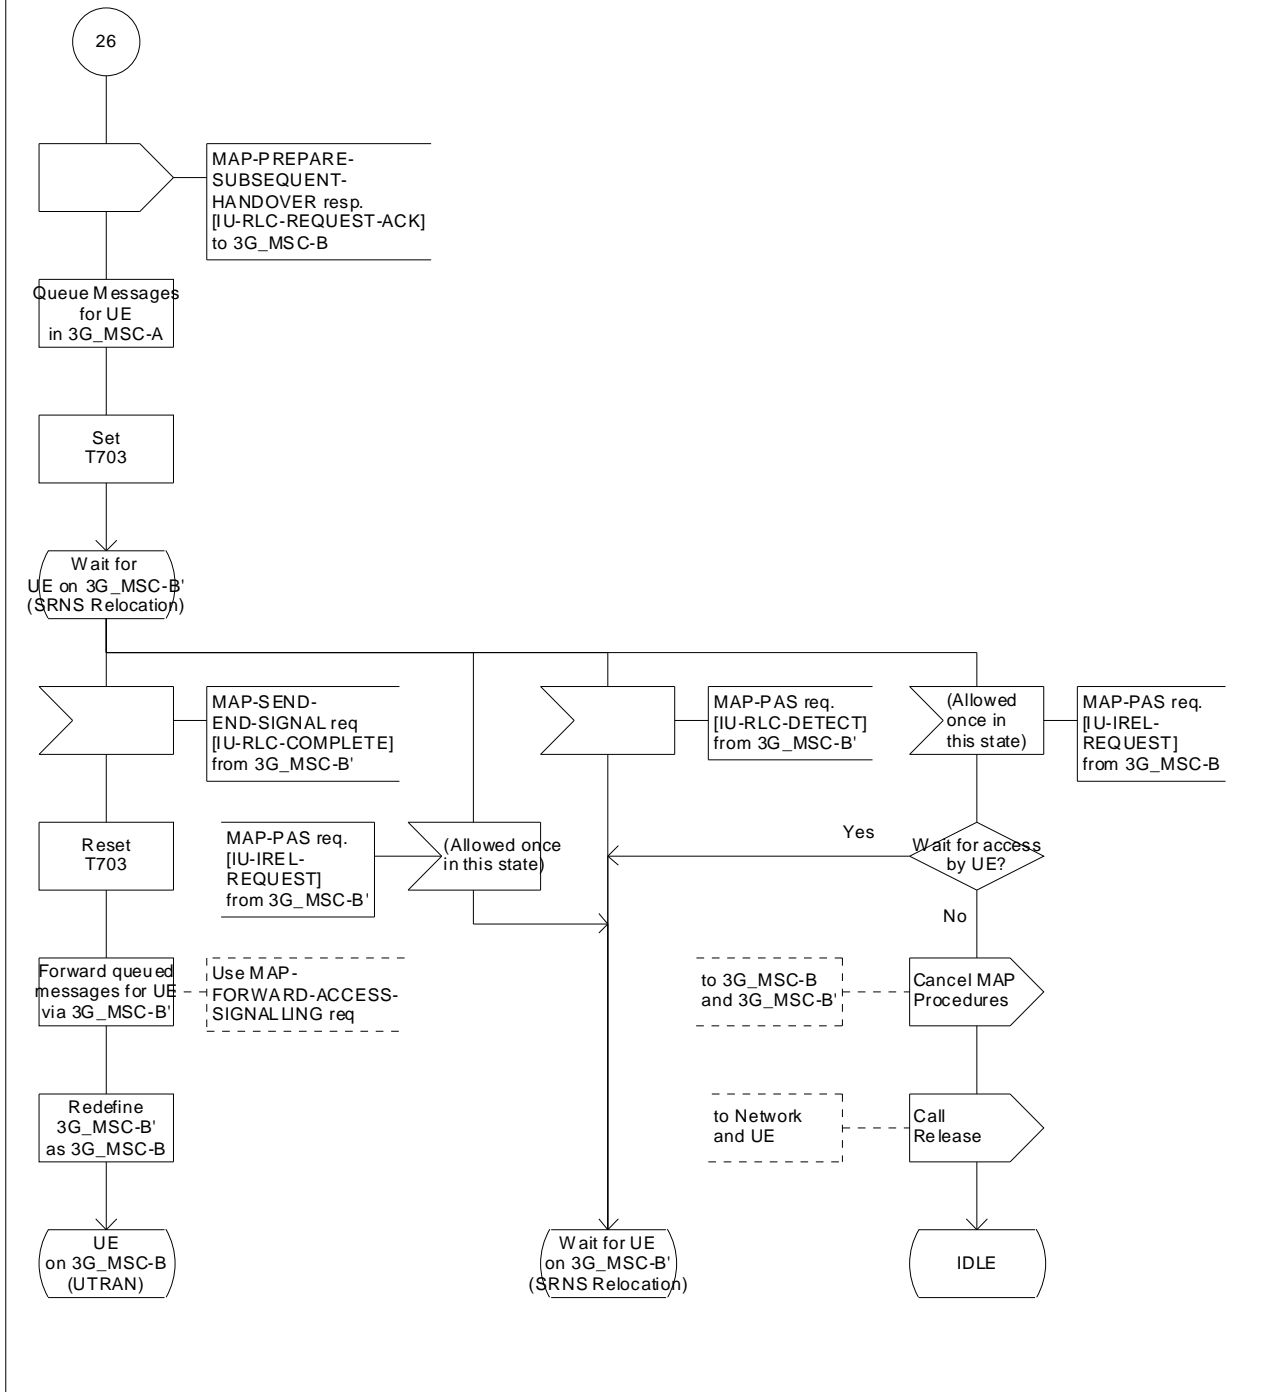 26
MAP-PREPARE-
SUBSEQUENT-
HANDOVER resp.
[IU-RLC-REQUEST-ACK]
to 3G_MSC-B
Queue Messages
for UE
in 3G_MSC-A
Set
T703
Wait for
UE on 3G_MSC-B'
(SRNS Relocation)
MAP-SEND-
END-SIGNAL req
[IU-RLC-COMPLETE]
from 3G_MSC-B'
MAP-PAS req.
[IU-RLC-DETECT]
from 3G_MSC-B'
(Allowed
once in
this state)
MAP-PAS req.
[IU-IREL-
REQUEST]
from 3G_MSC-B
Reset
T703
MAP-PAS req.
[IU-IREL-
REQUEST]
from 3G_MSC-B'
(Allowed once
in this state)
Yes
Wait for access
by UE?
No
Forward queued
messages for UE
via 3G_MSC-B'
Use MAP-
FORWARD-ACCESS-
SIGNALLING req
to 3G_MSC-B
and 3G_MSC-B'
Cancel MAP
Procedures
Redefine
3G_MSC-B'
as 3G_MSC-B
to Network
and UE
Call
Release
UE
on 3G_MSC-B
(UTRAN)
Wait for UE
on 3G_MSC-B'
(SRNS Relocation)
IDLE